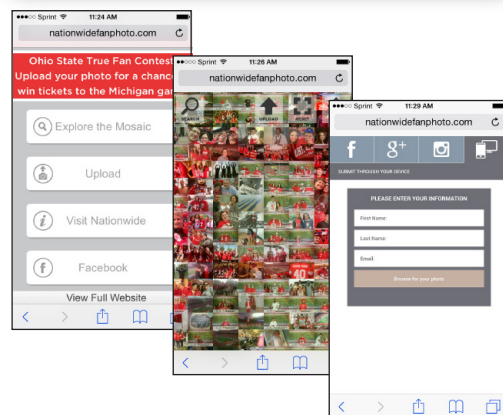 Sprint 11:24 AM
nationwidefanphoto.com
Ohio State True Fan Contest
Upload your photo for a chance
win tickets to the Michigan gam
Explore the Mosaic
Upload
Visit Nationwide
Facebook
View Full Website
Sprint 11:26 AM
nationwidefanphoto.com
SEARCH
UPLOAD
RESET
40
Sprint 11:29 AM
nationwidefanphoto.com
SUBMIT THROUGH YOUR DEVICE
PLEASE ENTER YOUR INFORMATION
First Name:
Last Name:
Email:
Browse for your photo